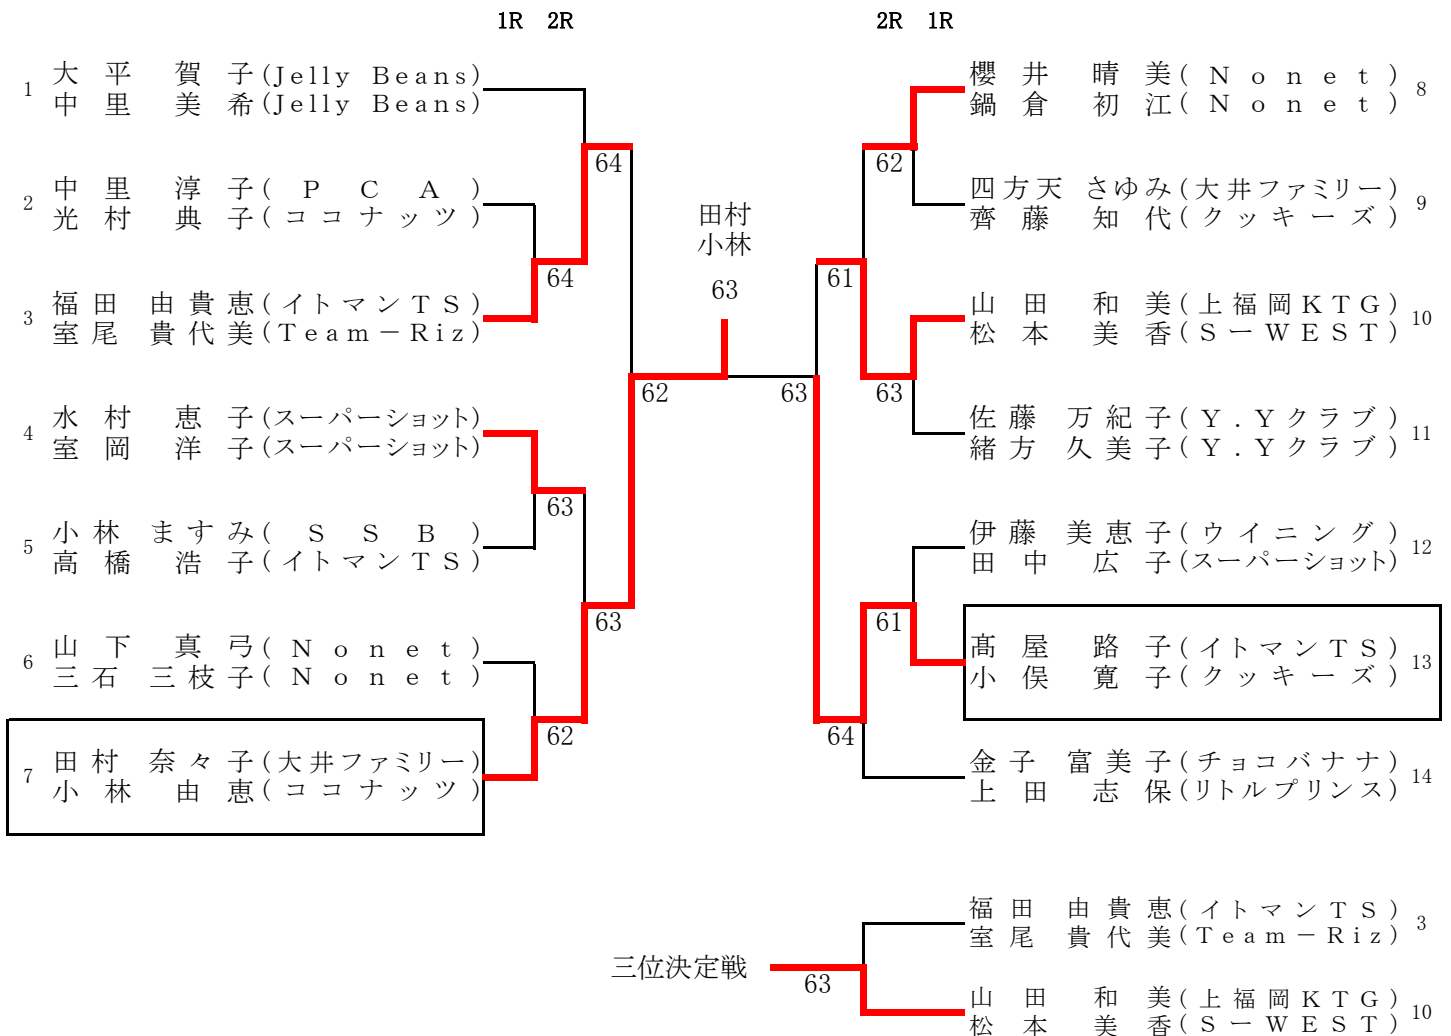 1R 2R
2R 1R
1 大平 賀子(Jelly Beans)
中里 美希(Jelly Beans)
64
2 中里 淳子(PCA)
光村 典子(ココナッツ)
64
3 福田 由貴恵(イトマンTS)
室尾 貴代美(Team－Riz)
4 水村 恵子(スーパーショット)
室岡 洋子(スーパーショット)
63
5 小林 ますみ(SSB)
高橋 浩子(イトマンTS)
63
6 山下 真弓(Nonet)
三石 三枝子(Nonet)
62
7 田村 奈々子(大井ファミリー)
小林 由恵(ココナッツ)
62
田村
小林
63
63
櫻井 晴美(Nonet) 8
鍋倉 初江(Nonet)
62
四方天 さゆみ(大井ファミリー) 9
齊藤 知代(クッキーズ)
61
山田 和美(上福岡KTG) 10
松本 美香(SーWEST)
63
佐藤 万紀子(Y.Yクラブ) 11
緒方 久美子(Y.Yクラブ)
伊藤 美恵子(ウイニング) 12
田中 広子(スーパーショット)
61
髙屋 路子(イトマンTS) 13
小俣 寛子(クッキーズ)
64
金子 富美子(チョコバナナ) 14
上田 志保(リトルプリンス)
三位決定戦
63
福田 由貴恵(イトマンTS) 3
室尾 貴代美(Team－Riz)
山田 和美(上福岡KTG) 10
松本 美香(SーWEST)